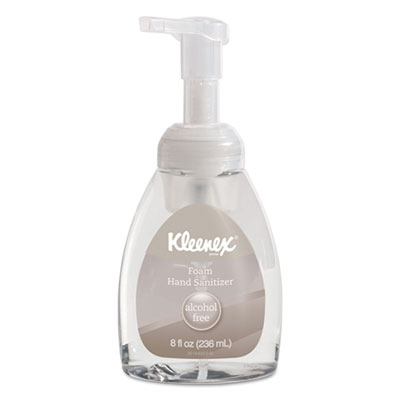 Kleenex
Foam
Hand Sanitizer
alcohol
free
8 fl oz (236 mL)